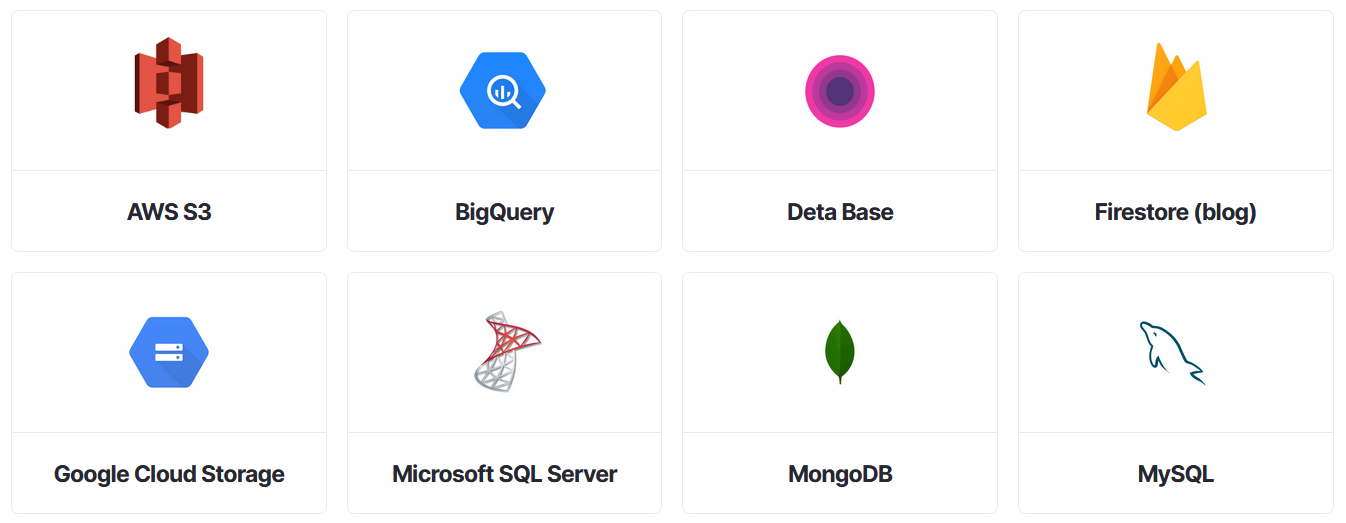 AWS S3
BigQuery
Deta Base
Firestore (blog)
Google Cloud Storage
Microsoft SQL Server
MongoDB
MySQL